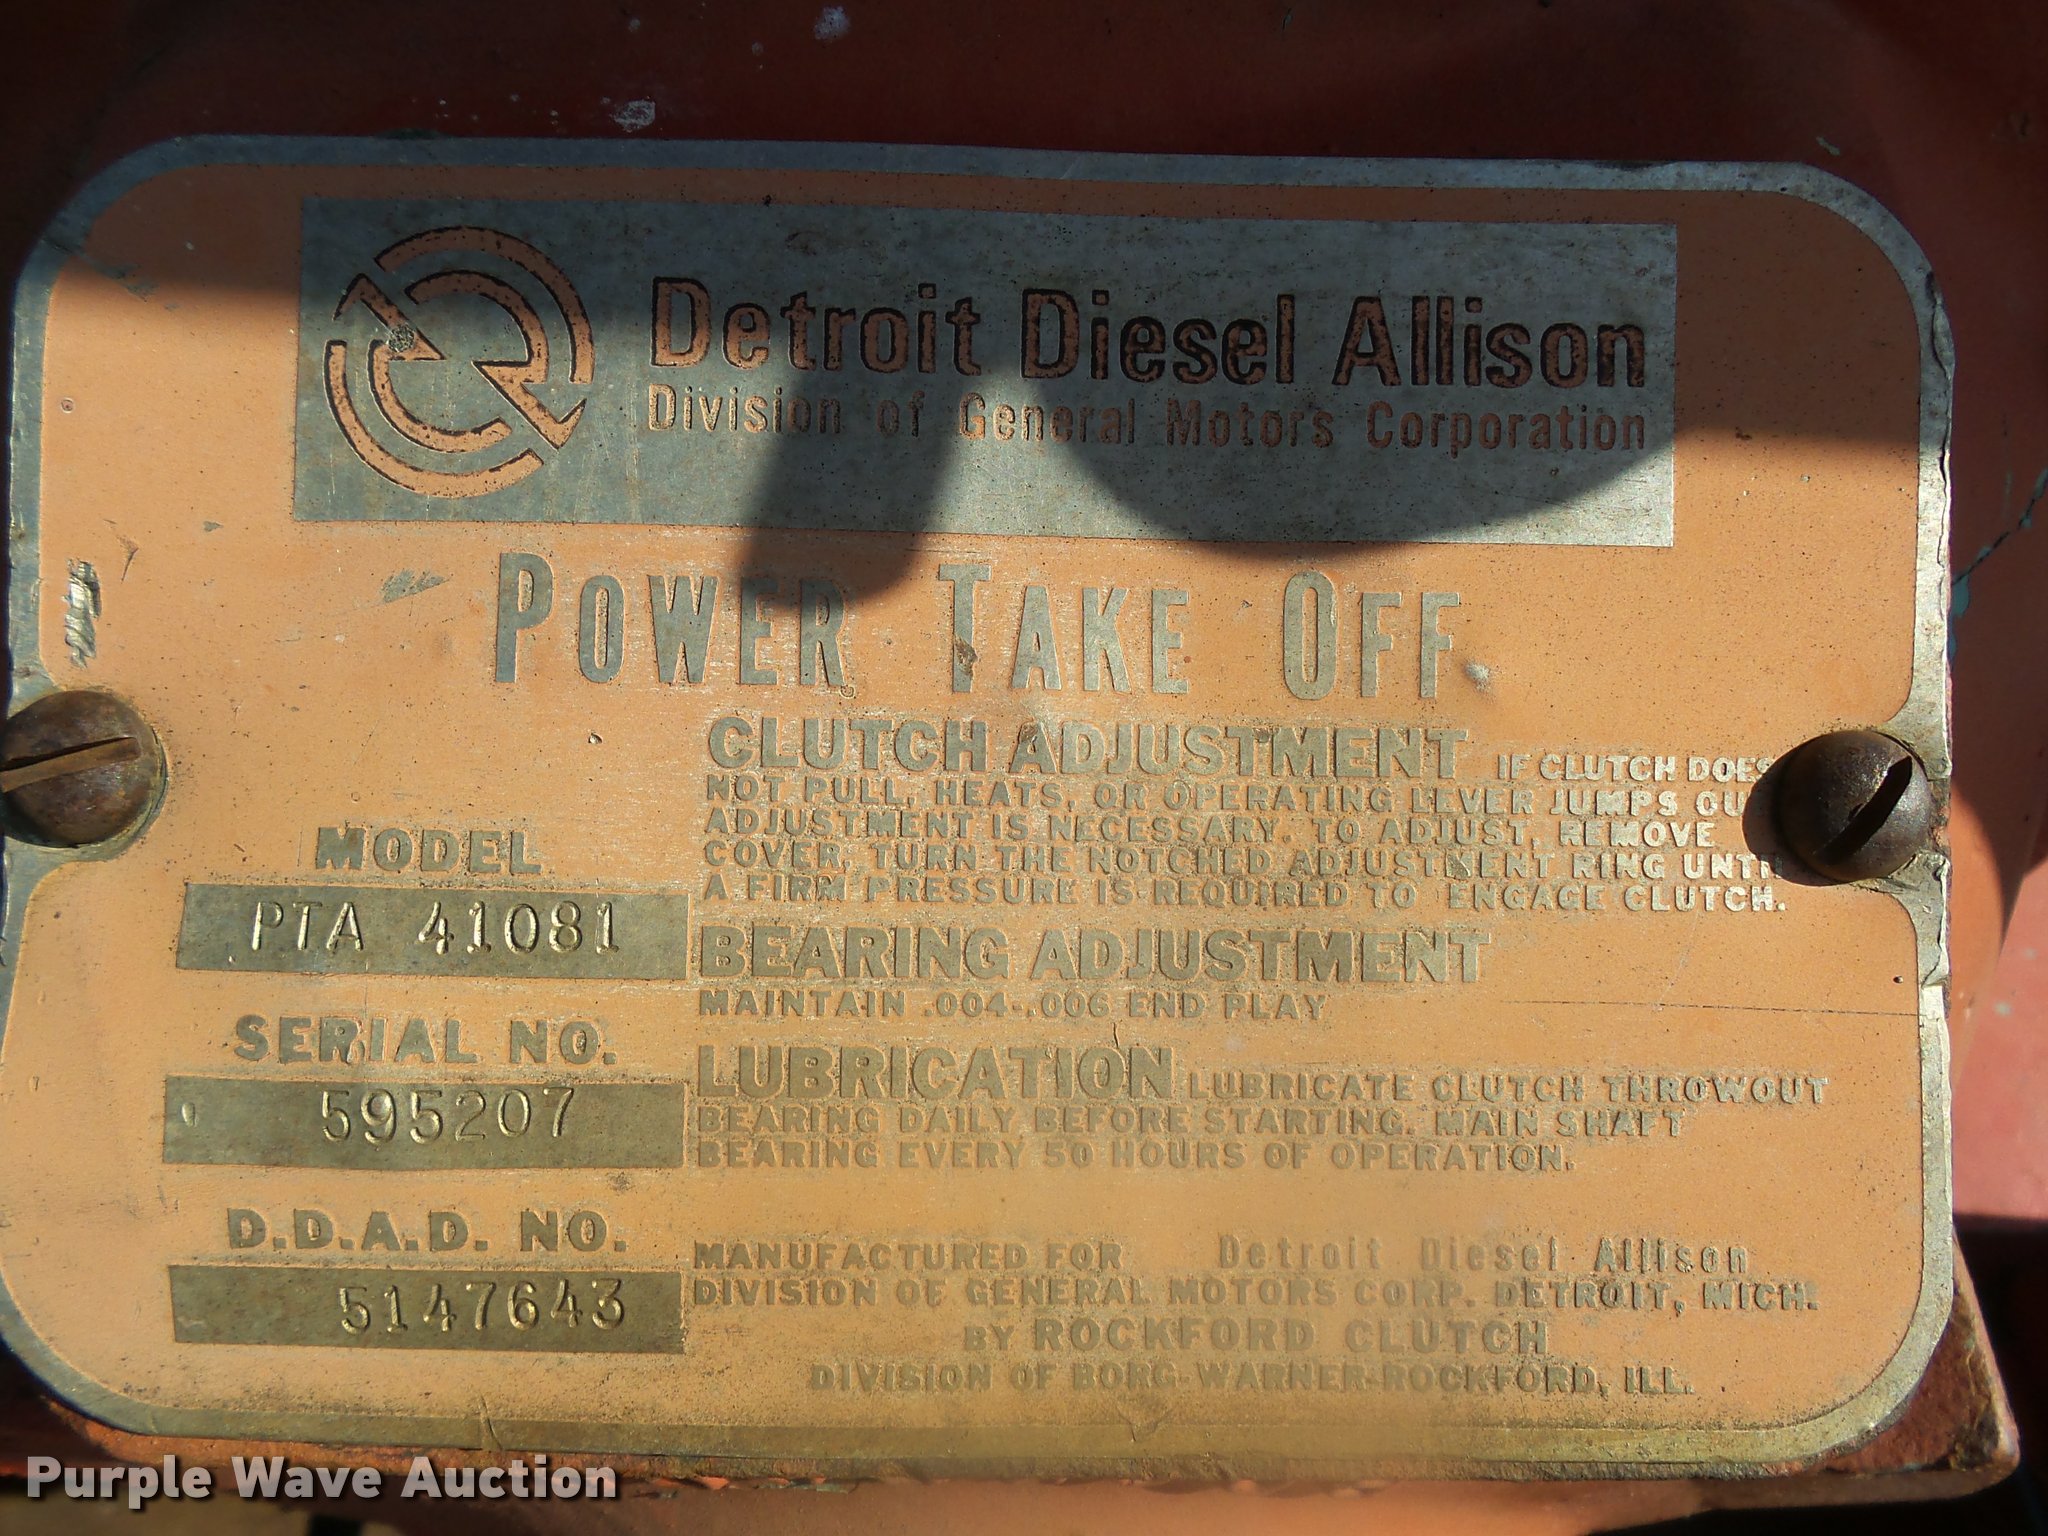 Detroit Diesel Allison
Division of General Motors Corporation
POWER TAKE OFF
CLUTCH ADJUSTMENT IF CLUTCH DOES
NOT PULL, HEATS, OR OPERATING LEVER JUMPS OU
ADJUSTMENT IS NECESSARY. TO ADJUST, REMOVE
COVER, TURN THE NOTCHED ADJUSTMENT RING UNTIL
A FIRM PRESSURE IS REQUIRED TO ENGAGE CLUTCH.
MODEL
PTA 41081
BEARING ADJUSTMENT
MAINTAIN .004-.006 END PLAY
SERIAL NO.
595207
LUBRICATION LUBRICATE CLUTCH THROWOUT
BEARING DAILY BEFORE STARTING. MAIN SHAFT
BEARING EVERY 50 HOURS OF OPERATION.
D.D.A.D. NO.
5147643
MANUFACTURED FOR Detroit Diesel Allison
DIVISION OF GENERAL MOTORS CORP. DETROIT, MICH.
BY ROCKFORD CLUTCH
DIVISION OF BORG-WARNER-ROCKFORD, ILL.
Purple Wave Auction